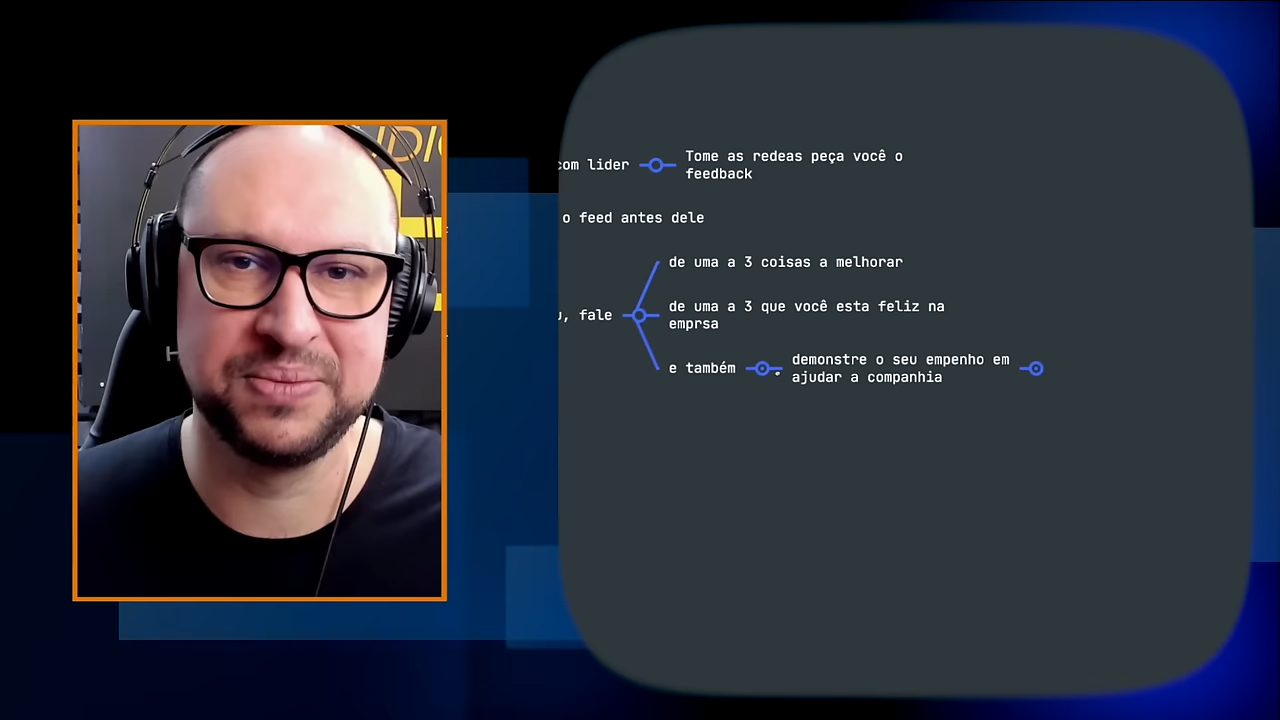 com lider
Tome as redeas peça você o
feedback
o feed antes dele
, fale
de uma a 3 coisas a melhorar
de uma a 3 que você esta feliz na
emprsa
e também
demonstre o seu empenho em
ajudar a companhia